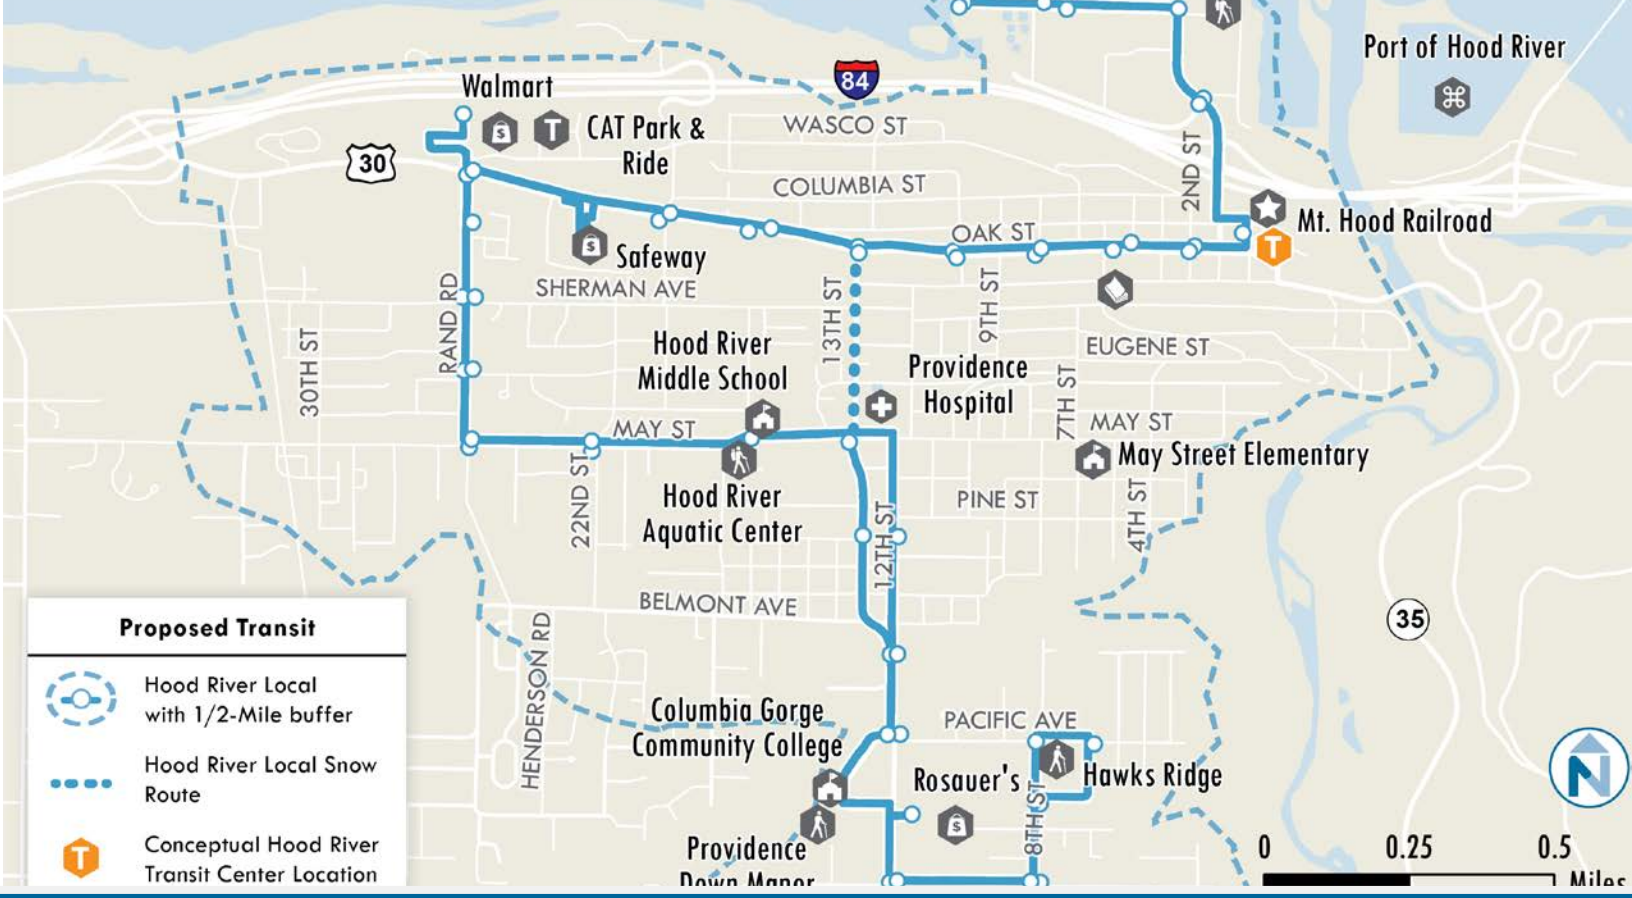 Port of Hood River
84
Walmart
WASCO ST
CAT Park &
Ride
30
COLUMBIA ST
2ND ST
Mt. Hood Railroad
T
T
OAK ST
Safeway
SHERMAN AVE
RAND RD
13TH ST
9TH ST
30TH ST
Hood River
Middle School
EUGENE ST
Providence
Hospital
7TH ST
MAY ST
MAY ST
May Street Elementary
22ND ST
Hood River
Aquatic Center
PINE ST
4TH ST
12TH ST
BELMONT AVE
35
HENDERSON RD
Columbia Gorge
Community College
PACIFIC AVE
Rosauer's
Hawks Ridge
8TH ST
Providence
Down Manor
N
0 0.25 0.5
Miles
Proposed Transit
Hood River Local
with 1/2-Mile buffer
Hood River Local Snow
Route
T
Conceptual Hood River
Transit Center Location